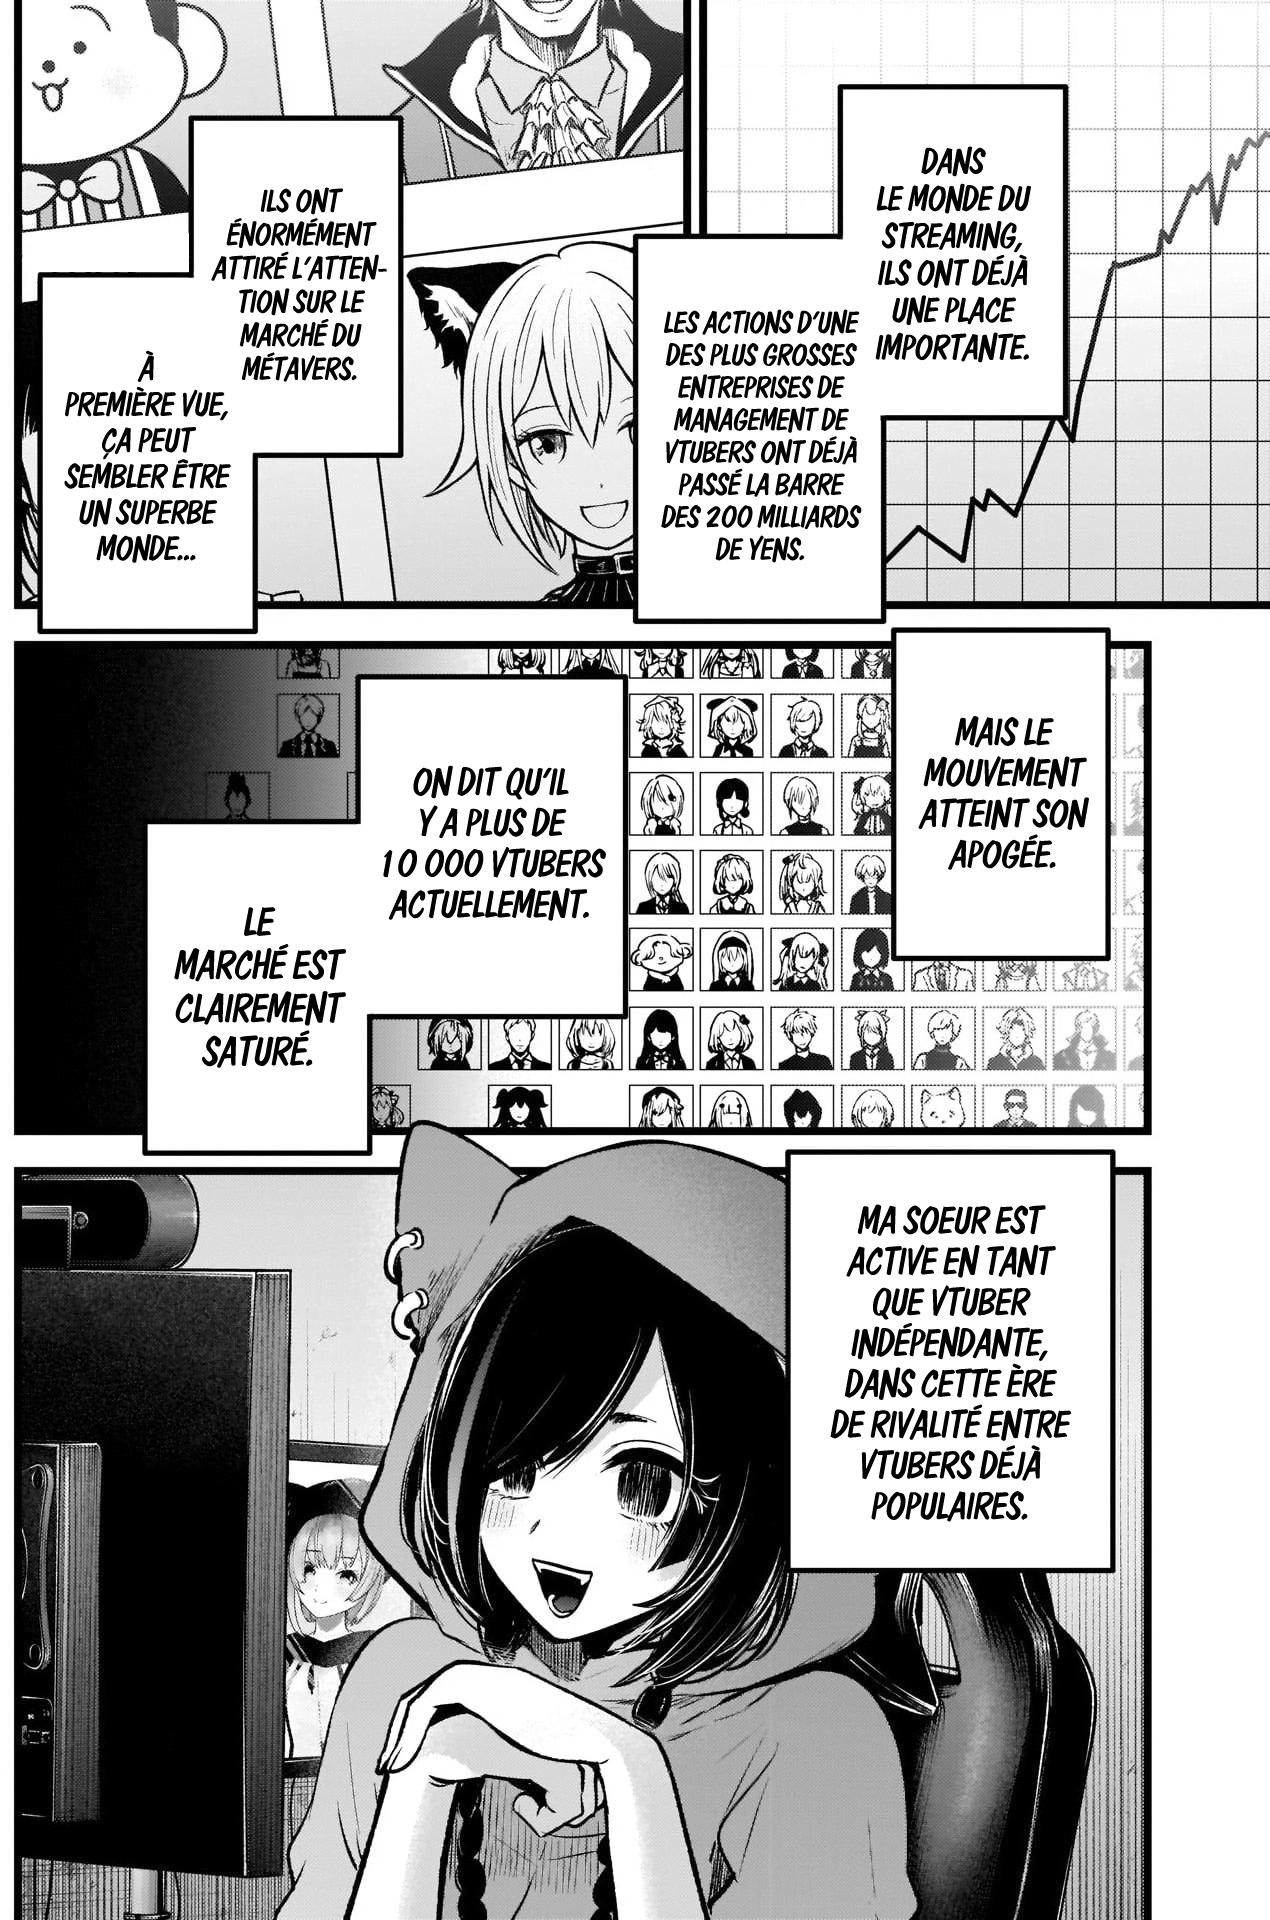 DANS
LE MONDE DU
STREAMING,
ILS ONT DÉJÀ
UNE PLACE
IMPORTANTE.
LES ACTIONS D'UNE
DES PLUS GROSSES
ENTREPRISES DE
MANAGEMENT DE
VTUBERS ONT DÉJÀ
PASSÉ LA BARRE
DES 200 MILLIARDS
DE YENS.
ILS ONT
ÉNORMÉMENT
ATTIRÉ L'ATTEN-
TION SUR LE
MARCHÉ DU
MÉTAVERS.
À
PREMIÈRE VUE,
ÇA PEUT
SEMBLER ÊTRE
UN SUPERBE
MONDE...
MAIS LE
MOUVEMENT
ATTEINT SON
APOGÉE.
ON DIT QU'IL
Y A PLUS DE
10 000 VTUBERS
ACTUELLEMENT.
LE
MARCHÉ EST
CLAIREMENT
SATURÉ.
MA SOEUR EST
ACTIVE EN TANT
QUE VTUBER
INDÉPENDANTE,
DANS CETTE ÈRE
DE RIVALITÉ ENTRE
VTUBERS DÉJÀ
POPULAIRES.